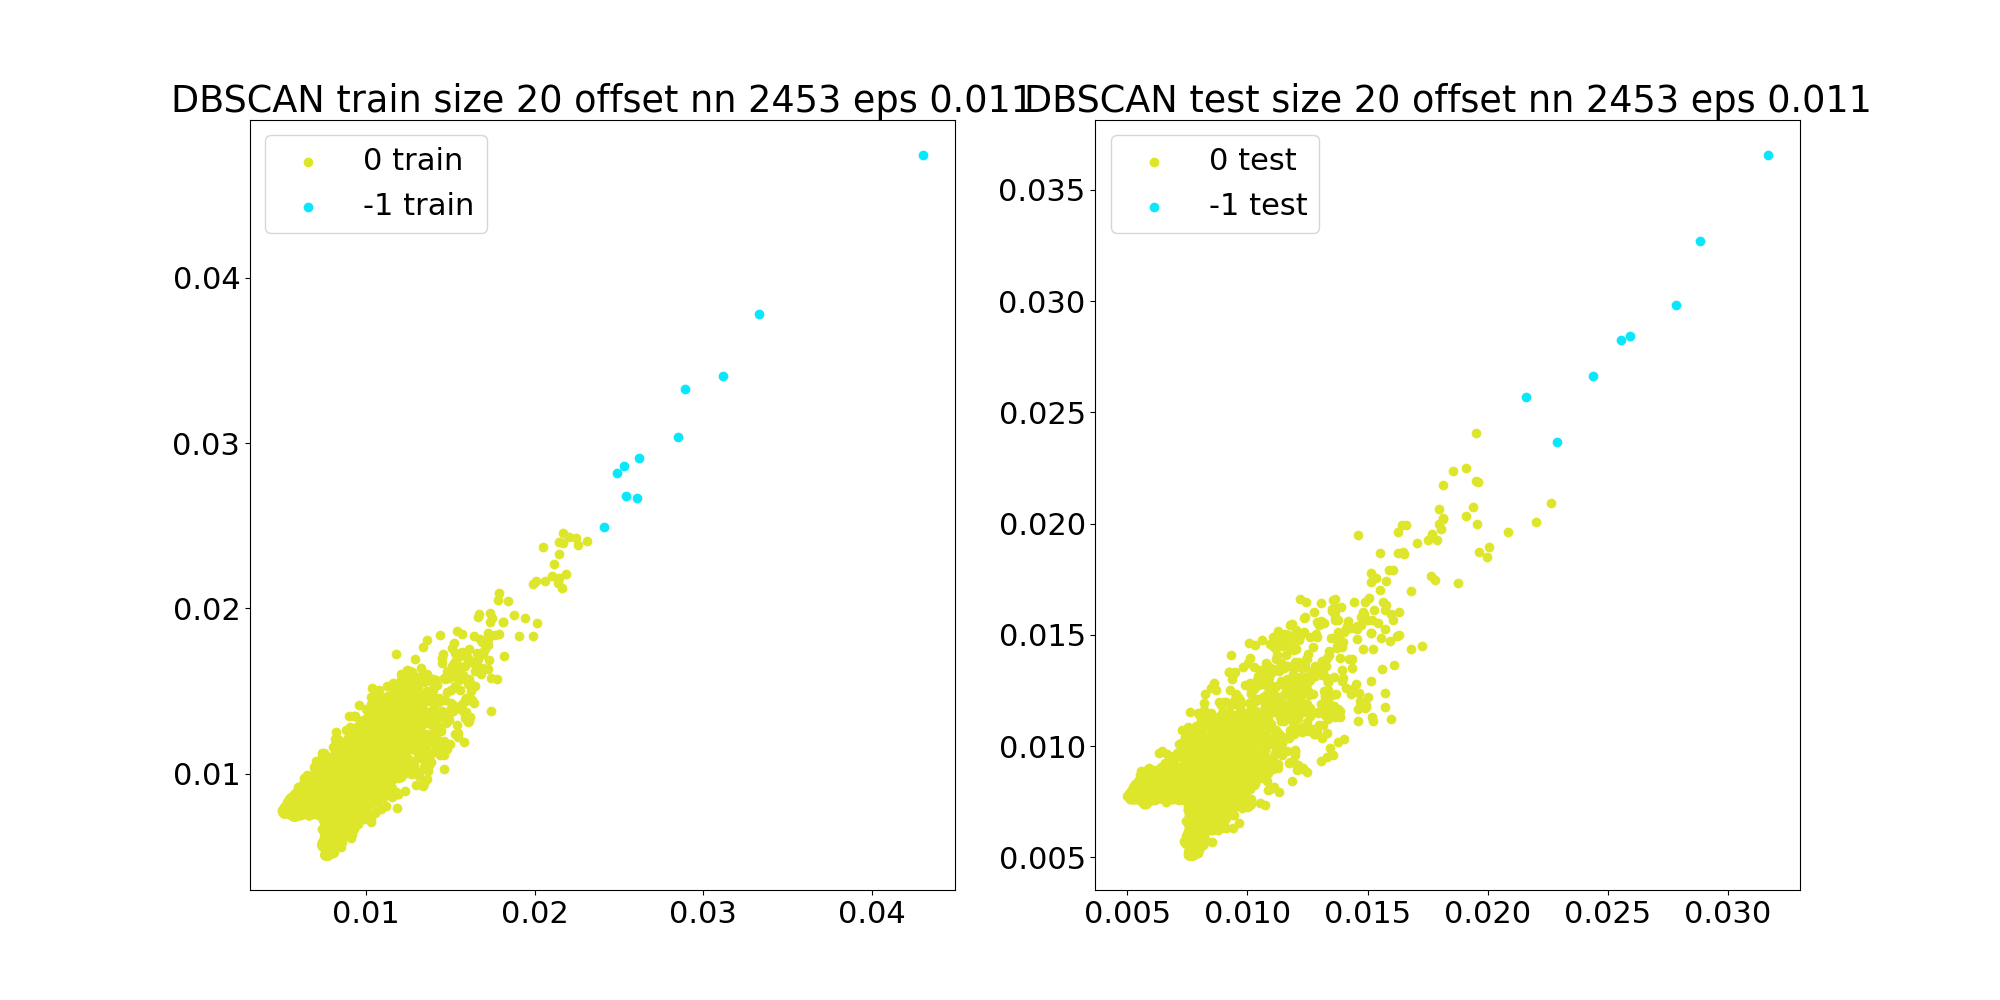 DBSCAN train size 20 offset nn 2453 eps 0.011
0 train
-1 train
0.04
0.03
0.02
0.01
0.01 0.02 0.03 0.04
DBSCAN test size 20 offset nn 2453 eps 0.011
0 test
-1 test
0.035
0.030
0.025
0.020
0.015
0.010
0.005
0.005 0.010 0.015 0.020 0.025 0.030